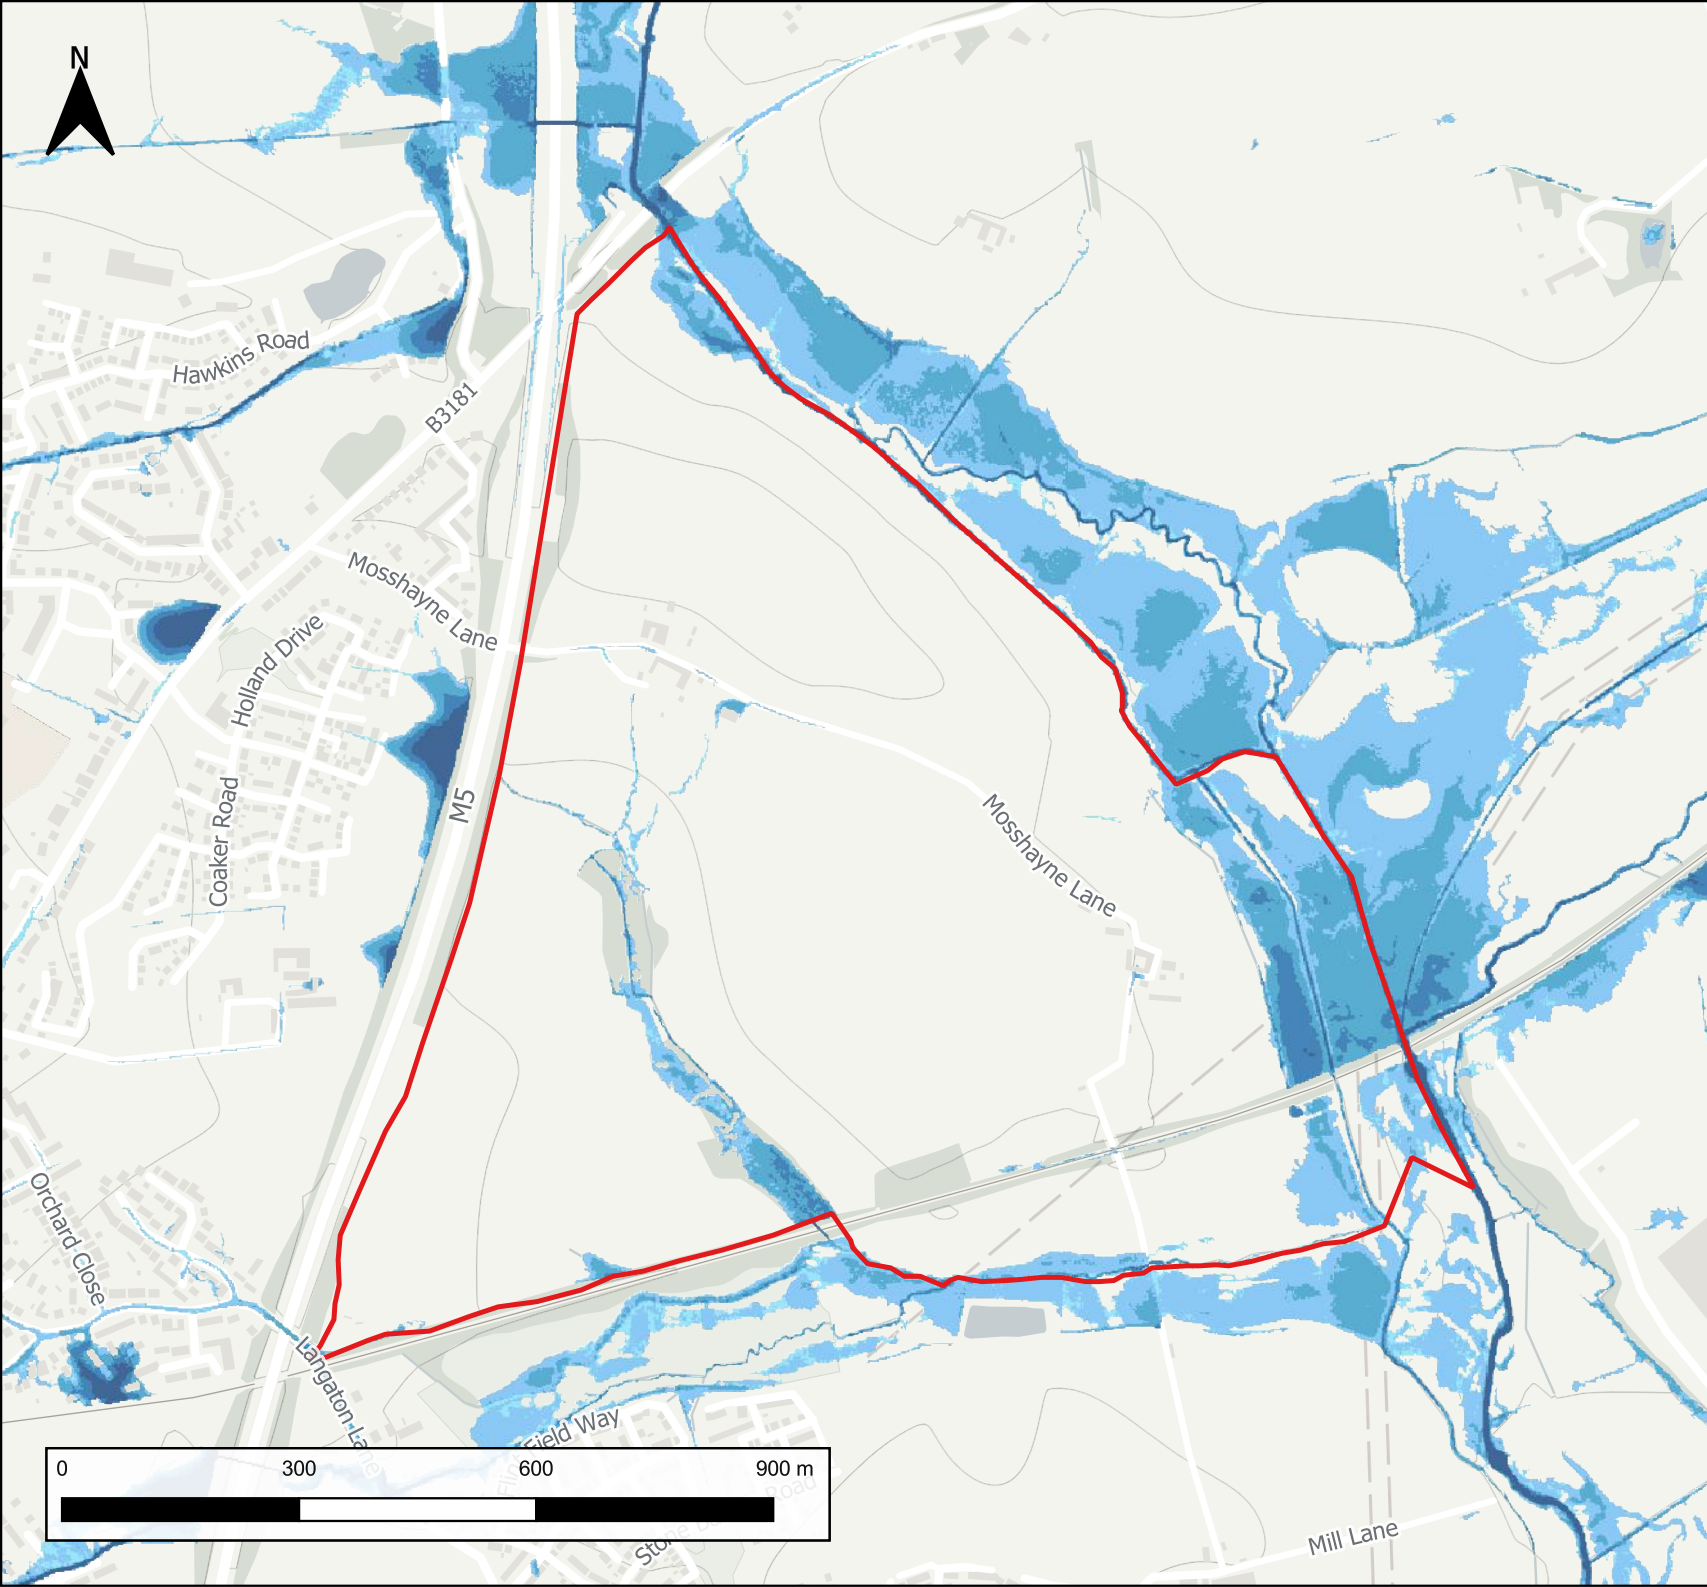 N
Hawkins Road
B3181
Mosshayne Lane
Holland Drive
M5
Coaker Road
Mosshayne Lane
Orchard Close
Langaton Lane
Field Way
Road
Mill Lane
0 300 600 900 m